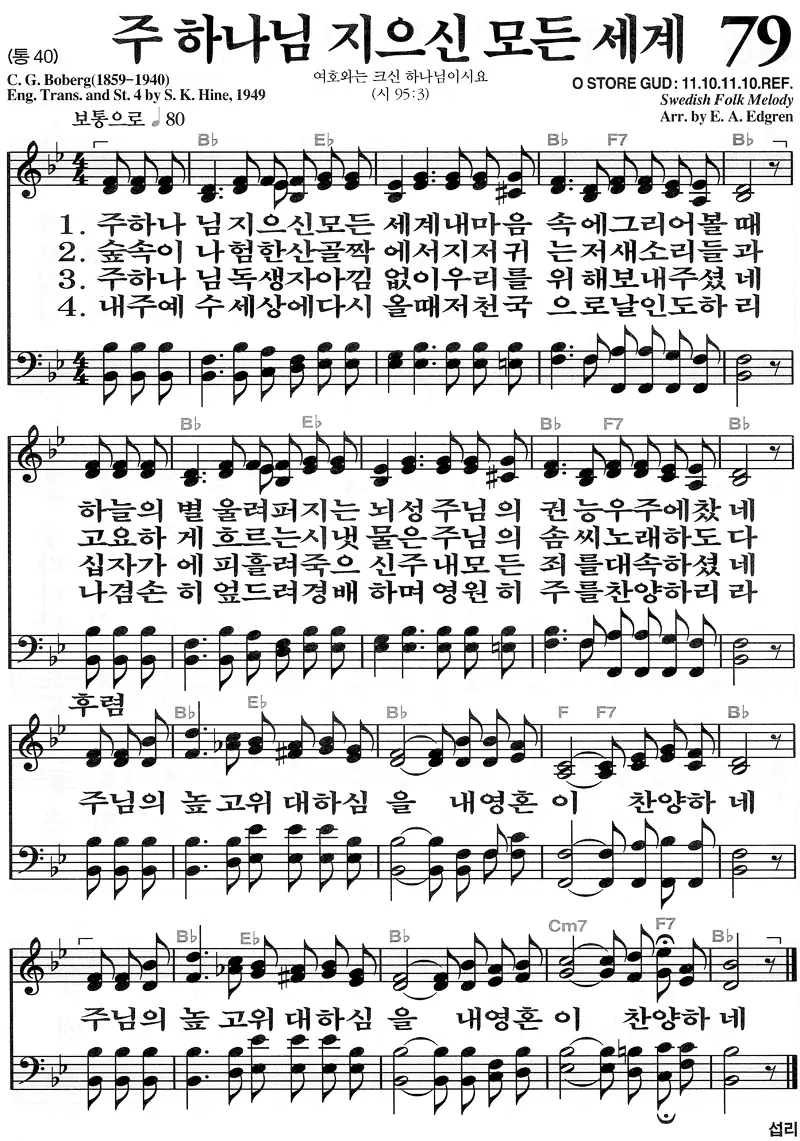 (통 40) 주 하나님 지으신 모든 세계 79
C. G. Boberg(1859-1940)
Eng. Trans. and St. 4 by S. K. Hine, 1949
여호와는 크신 하나님이시요
(시 95:3)
O STORE GUD : 11.10.11.10.REF.
Swedish Folk Melody
Arr. by E. A. Edgren
보통으로 ♩ 80
B♭ E♭ B♭ F7 B♭
1. 주하나 님지으신모든 세계내마음 속에그리어볼 때
2. 숲속이 나험한산골짝 에서지저귀 는저새소리들 과
3. 주하나 님독생자아낌 없이우리를 위해보내주셨 네
4. 내주예 수세상에다시 올때저천국 으로날인도하 리
B♭ E♭ B♭ F7 B♭
하늘의 별 울려퍼지는 뇌성주님의 권능우주에찼 네
고요하 게흐르는시냇 물은주님의 솜씨노래하도 다
십자가 에피흘려죽으 신주내모든 죄를대속하셨 네
나겸손 히엎드려경배 하며영원히 주를찬양하리 라
후렴
B♭ E♭ B♭ F F7 B♭
주님의 높고위대하심 을 내영혼 이 찬양하 네
B♭ E♭ B♭ Cm7 F7 B♭
주님의 높고위대하심 을 내영혼 이 찬양하 네
섭리